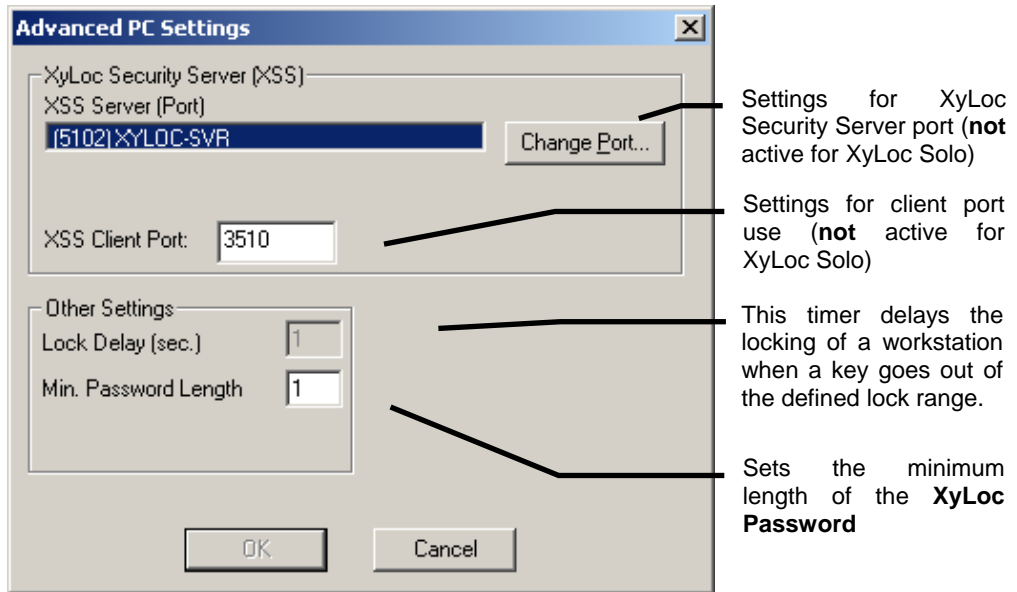 Advanced PC Settings
XyLoc Security Server (XSS)
XSS Server (Port)
(5102) XYLOC-SVR
Change Port...
XSS Client Port: 3510
Other Settings
Lock Delay (sec.) 1
Min. Password Length 1
OK Cancel
Settings for XyLoc
Security Server port (not
active for XyLoc Solo)
Settings for client port
use (not active for
XyLoc Solo)
This timer delays the
locking of a workstation
when a key goes out of
the defined lock range.
Sets the minimum
length of the XyLoc
Password